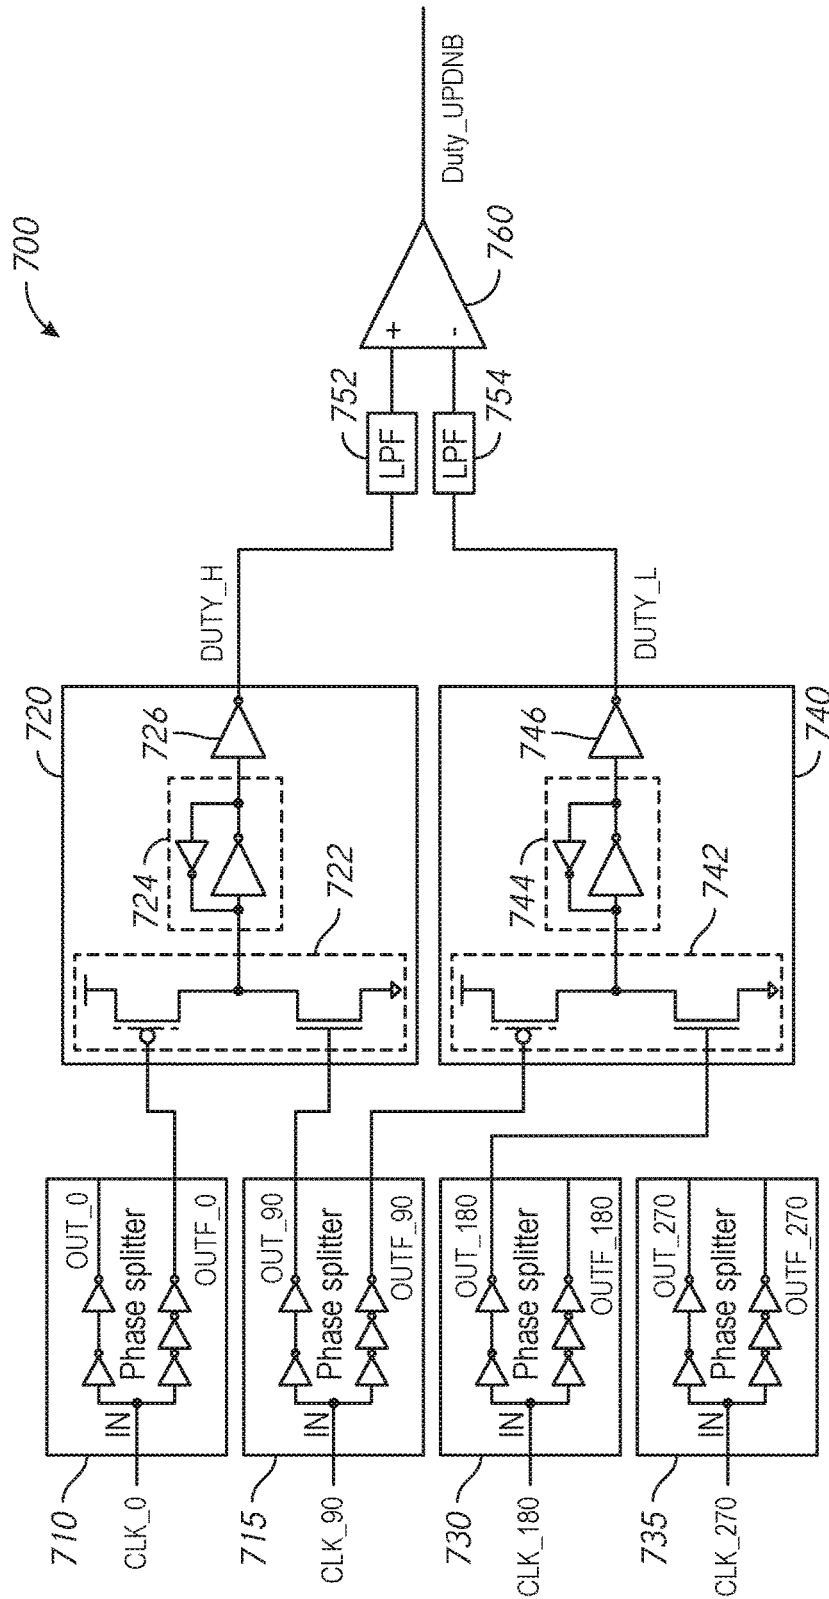 700
710
CLK_0
IN
Phase splitter
OUT_0
OUTF_0
715
CLK_90
IN
Phase splitter
OUT_90
OUTF_90
730
CLK_180
IN
Phase splitter
OUT_180
OUTF_180
735
CLK_270
IN
Phase splitter
OUT_270
OUTF_270
720
722
724
726
DUTY_H
740
742
744
746
DUTY_L
LPF
752
LPF
754
+
-
760
Duty_UPDNB